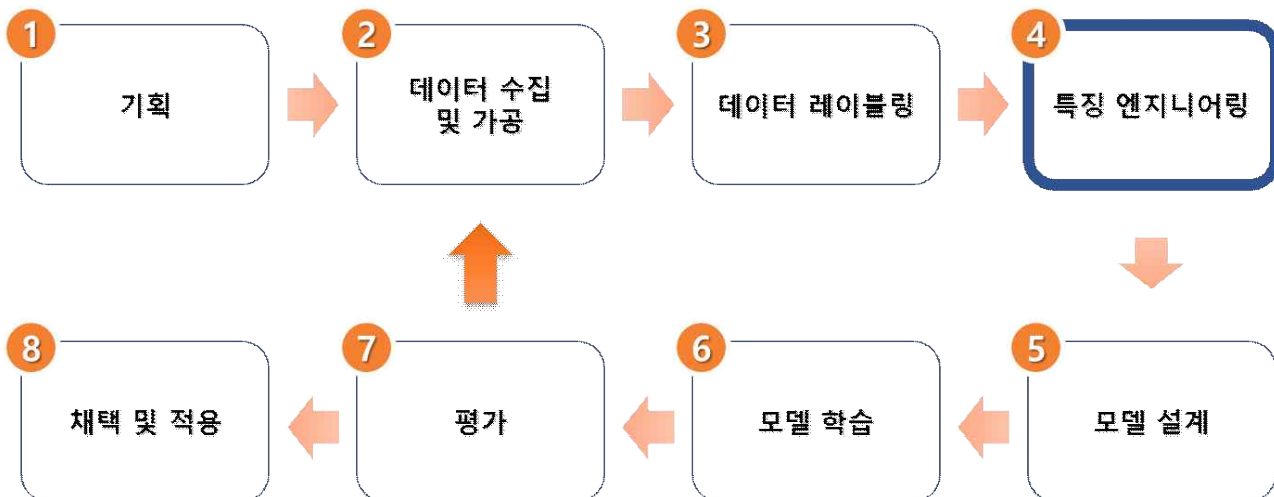 1
기획
2
데이터 수집
및 가공
3
데이터 레이블링
4
특징 엔지니어링
8
채택 및 적용
7
평가
6
모델 학습
5
모델 설계